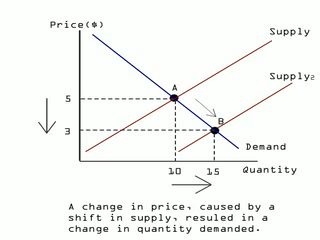 Price($)
Supply
Supply2
A
5
B
3
Demand
10
15
Quantity
A change in price, caused by a
shift in supply, resuled in a
change in quantity demanded.